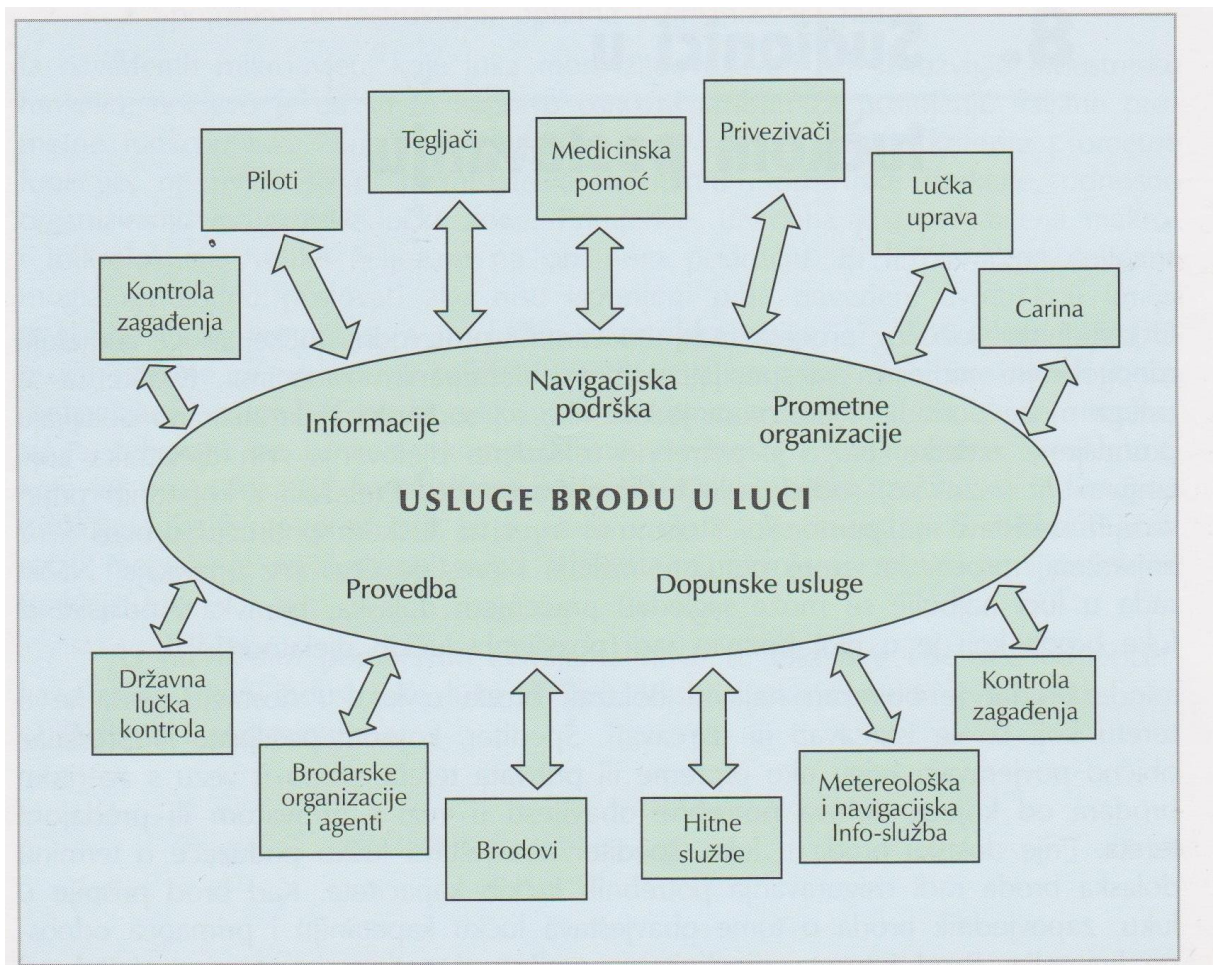 Privezivači
Tegljači
Medicinska
pomoć
Piloti
Lučka
uprava
Kontrola
zagađenja
Carina
Navigacijska
podrška
Informacije
Prometne
organizacije
USLUGE BRODU U LUCI
Provedba
Dopunske usluge
Državna
lučka
kontrola
Brodarske
organizacije
i agenti
Brodovi
Hitne
službe
Metereološka
i navigacijska
Info-služba
Kontrola
zagađenja